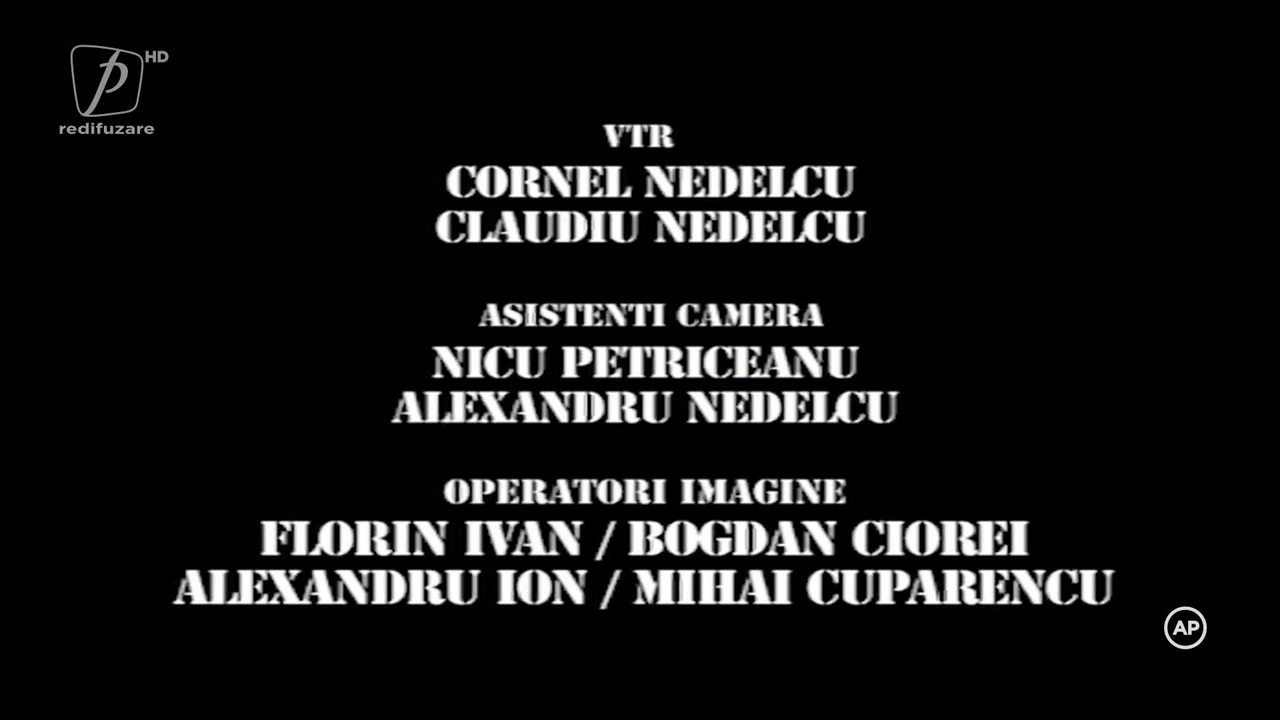 HD
redifuzare
VTR
CORNEL NEDELCU
CLAUDIU NEDELCU
ASISTENTI CAMERA
NICU PETRICEANU
ALEXANDRU NEDELCU
OPERATORI IMAGINE
FLORIN IVAN / BOGDAN CIOREI
ALEXANDRU ION / MIHAI CUPARENCU
AP